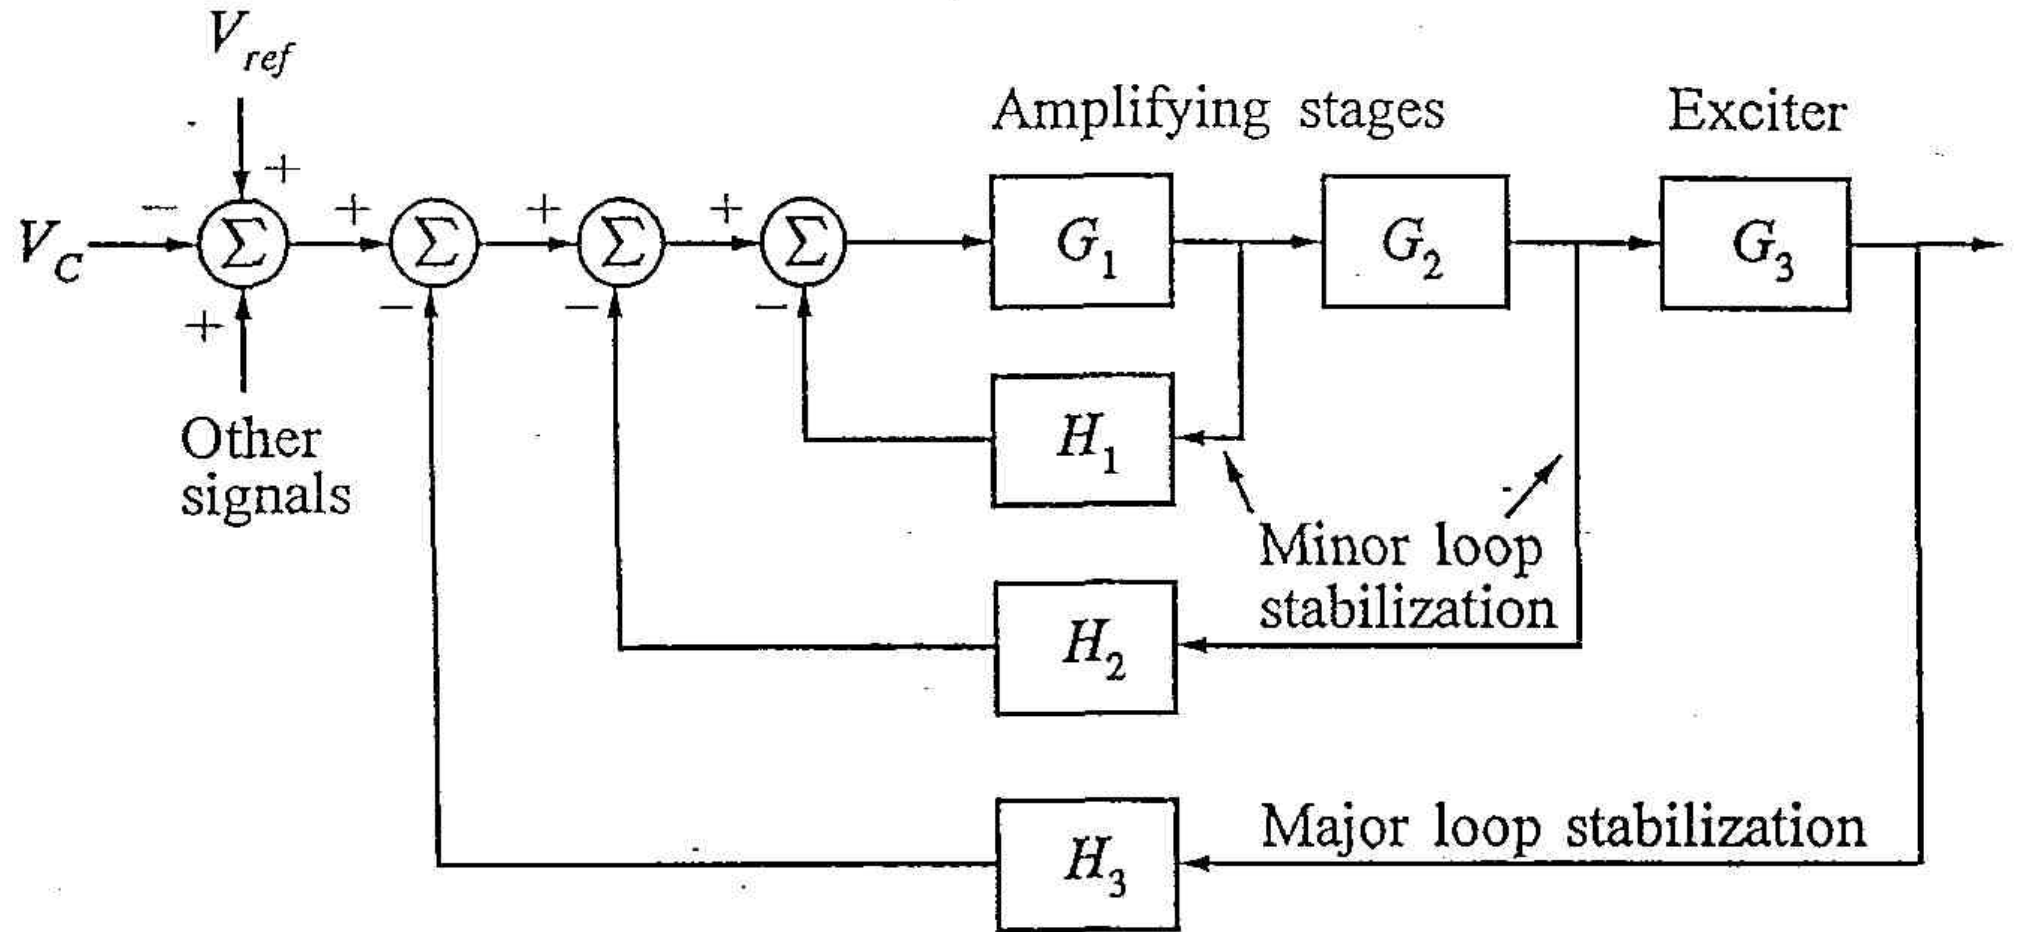 V_ref
Amplifying stages
Exciter
+
− + + +
V_C Σ Σ Σ Σ G_1 G_2 G_3
+ − − −
Other
signals
H_1
Minor loop
stabilization
H_2
Major loop stabilization
H_3